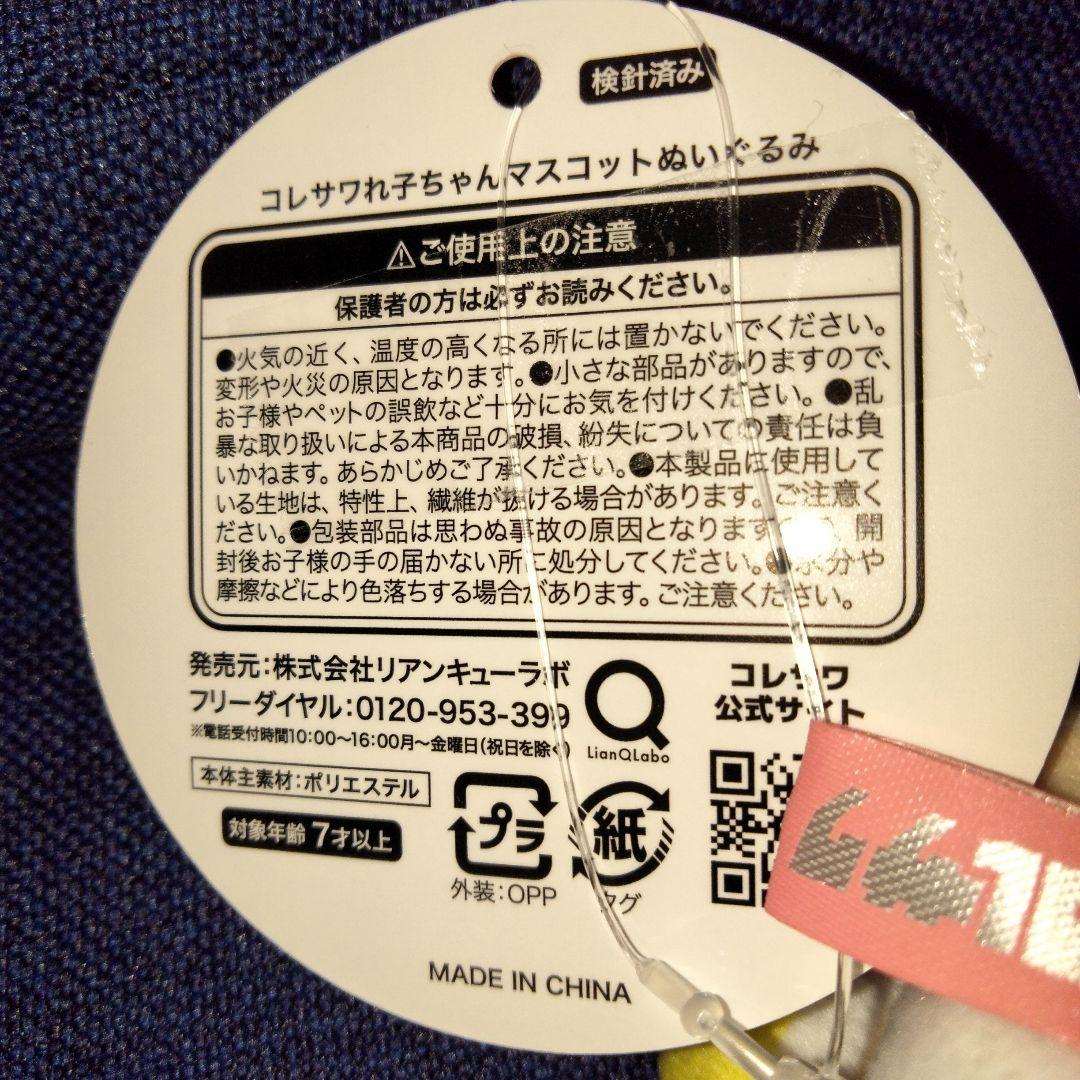 検針済み
コレサワれ子ちゃんマスコットぬいぐるみ
⚠ご使用上の注意
保護者の方は必ずお読みください。
●火気の近く、温度の高くなる所には置かないでください。
変形や火災の原因となります。●小さな部品がありますので、
お子様やペットの誤飲など十分にお気を付けください。●乱
暴な取り扱いによる本商品の破損、紛失についての責任は負
いかねます。あらかじめご了承ください。●本製品に使用して
いる生地は、特性上、繊維が抜ける場合があります。ご注意く
ださい。●包装部品は思わぬ事故の原因となります 開
封後お子様の手の届かない所に処分してください。●水分や
摩擦などにより色落ちする場合があります。ご注意ください。
発売元:株式会社リアンキューラボ
フリーダイヤル:0120-953-399
※電話受付時間10:00〜16:00月〜金曜日(祝日を除く)
LianQLabo
コレサワ
公式サイト
本体主素材:ポリエステル
対象年齢 7才以上
プラ
外装:OPP
紙
タグ
MADE IN CHINA